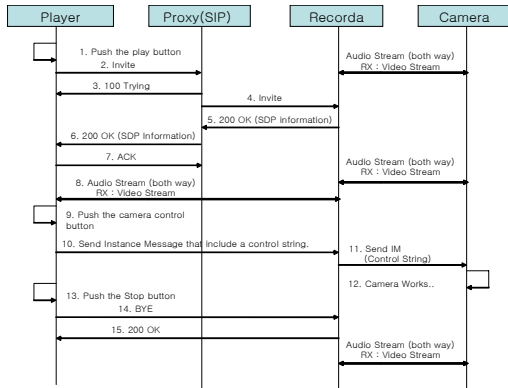 Player
Proxy(SIP)
Recorda
Camera
1. Push the play button
Audio Stream (both way)
RX : Video Stream
2. Invite
3. 100 Trying
4. Invite
5. 200 OK (SDP Information)
6. 200 OK (SDP Information)
7. ACK
Audio Stream (both way)
RX : Video Stream
8. Audio Stream (both way)
RX : Video Stream
9. Push the camera control
button
10. Send Instance Message that include a control string.
11. Send IM
(Control String)
12. Camera Works..
13. Push the Stop button
14. BYE
15. 200 OK
Audio Stream (both way)
RX : Video Stream